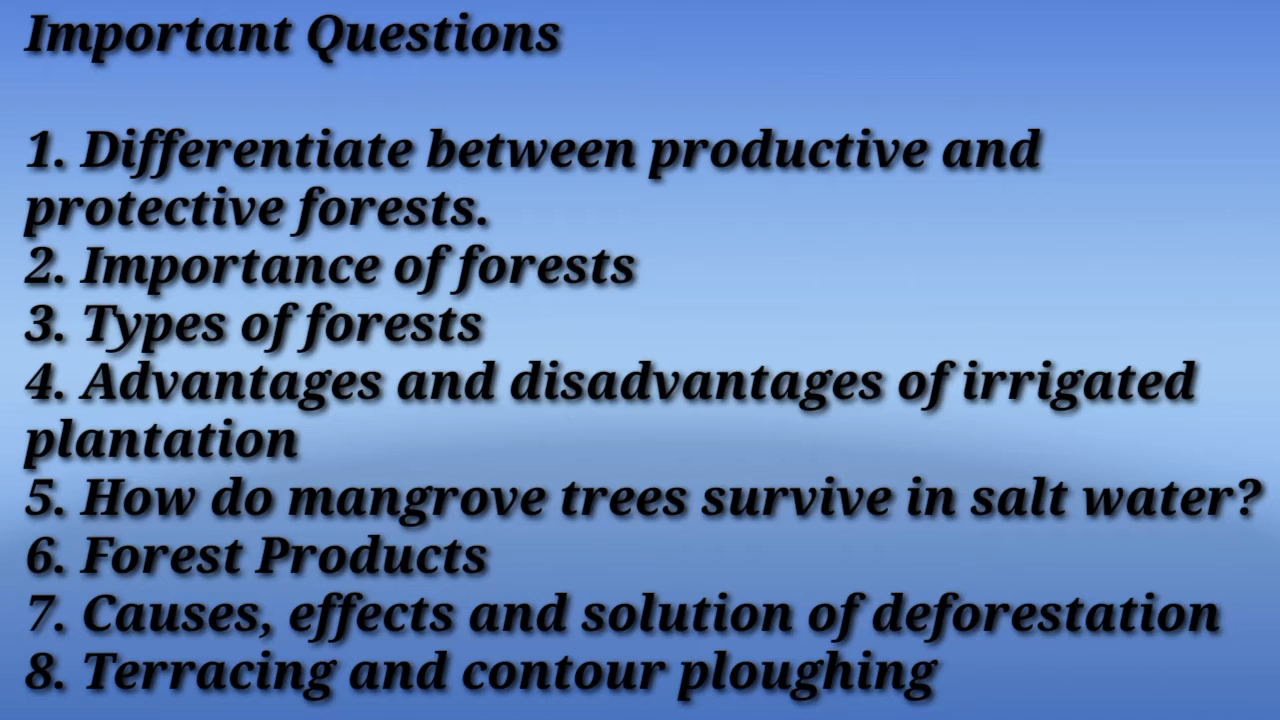 Important Questions
1. Differentiate between productive and
protective forests.
2. Importance of forests
3. Types of forests
4. Advantages and disadvantages of irrigated
plantation
5. How do mangrove trees survive in salt water?
6. Forest Products
7. Causes, effects and solution of deforestation
8. Terracing and contour ploughing